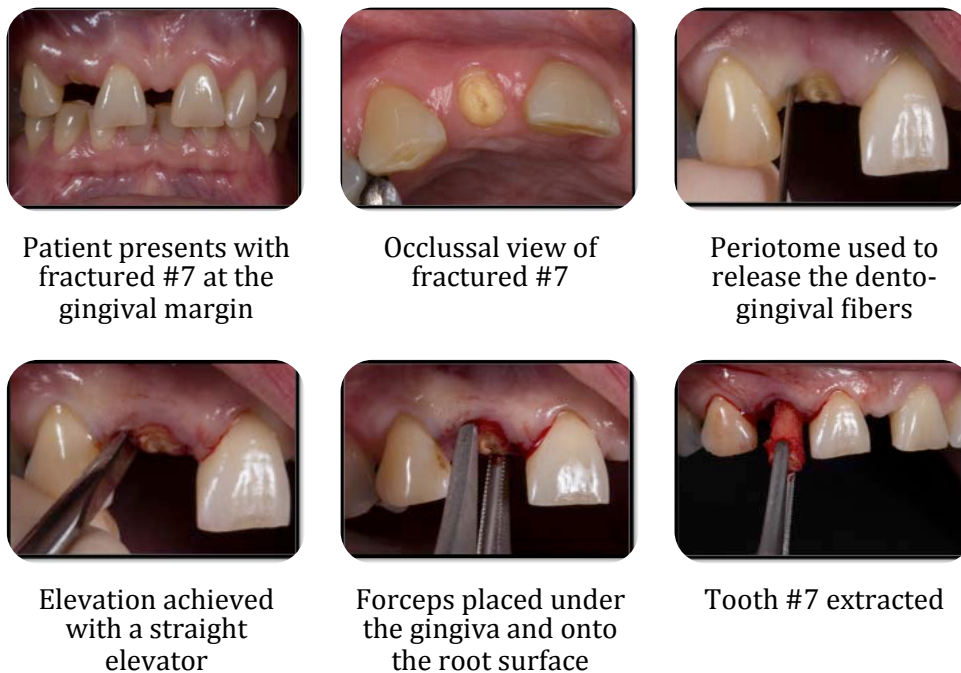 Patient presents with
fractured #7 at the
gingival margin
Occlussal view of
fractured #7
Periotome used to
release the dento-
gingival fibers
Elevation achieved
with a straight
elevator
Forceps placed under
the gingiva and onto
the root surface
Tooth #7 extracted